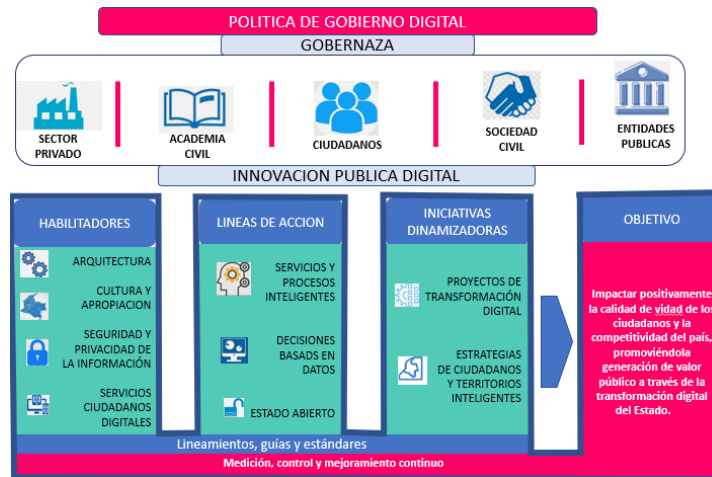 POLITICA DE GOBIERNO DIGITAL
GOBERNAZA
SECTOR
PRIVADO
ACADEMIA
CIVIL
CIUDADANOS
SOCIEDAD
CIVIL
ENTIDADES
PUBLICAS
INNOVACION PUBLICA DIGITAL
HABILITADORES
ARQUITECTURA
CULTURA Y
APROPIACION
SEGURIDAD Y
PRIVACIDAD DE
LA INFORMACIÓN
SERVICIOS
CIUDADANOS
DIGITALES
LINEAS DE ACCION
SERVICIOS Y
PROCESOS
INTELIGENTES
DECISIONES
BASADS EN
DATOS
ESTADO ABIERTO
INICIATIVAS
DINAMIZADORAS
PROYECTOS DE
TRANSFORMACIÓN
DIGITAL
ESTRATEGIAS
DE CIUDADANOS
Y TERRITORIOS
INTELIGENTES
OBJETIVO
Impactar positivamente
la calidad de vidad de los
ciudadanos y la
competitividad del país,
promoviéndola
generación de valor
público a través de la
transformación digital
del Estado.
Lineamientos, guías y estándares
Medición, control y mejoramiento continuo